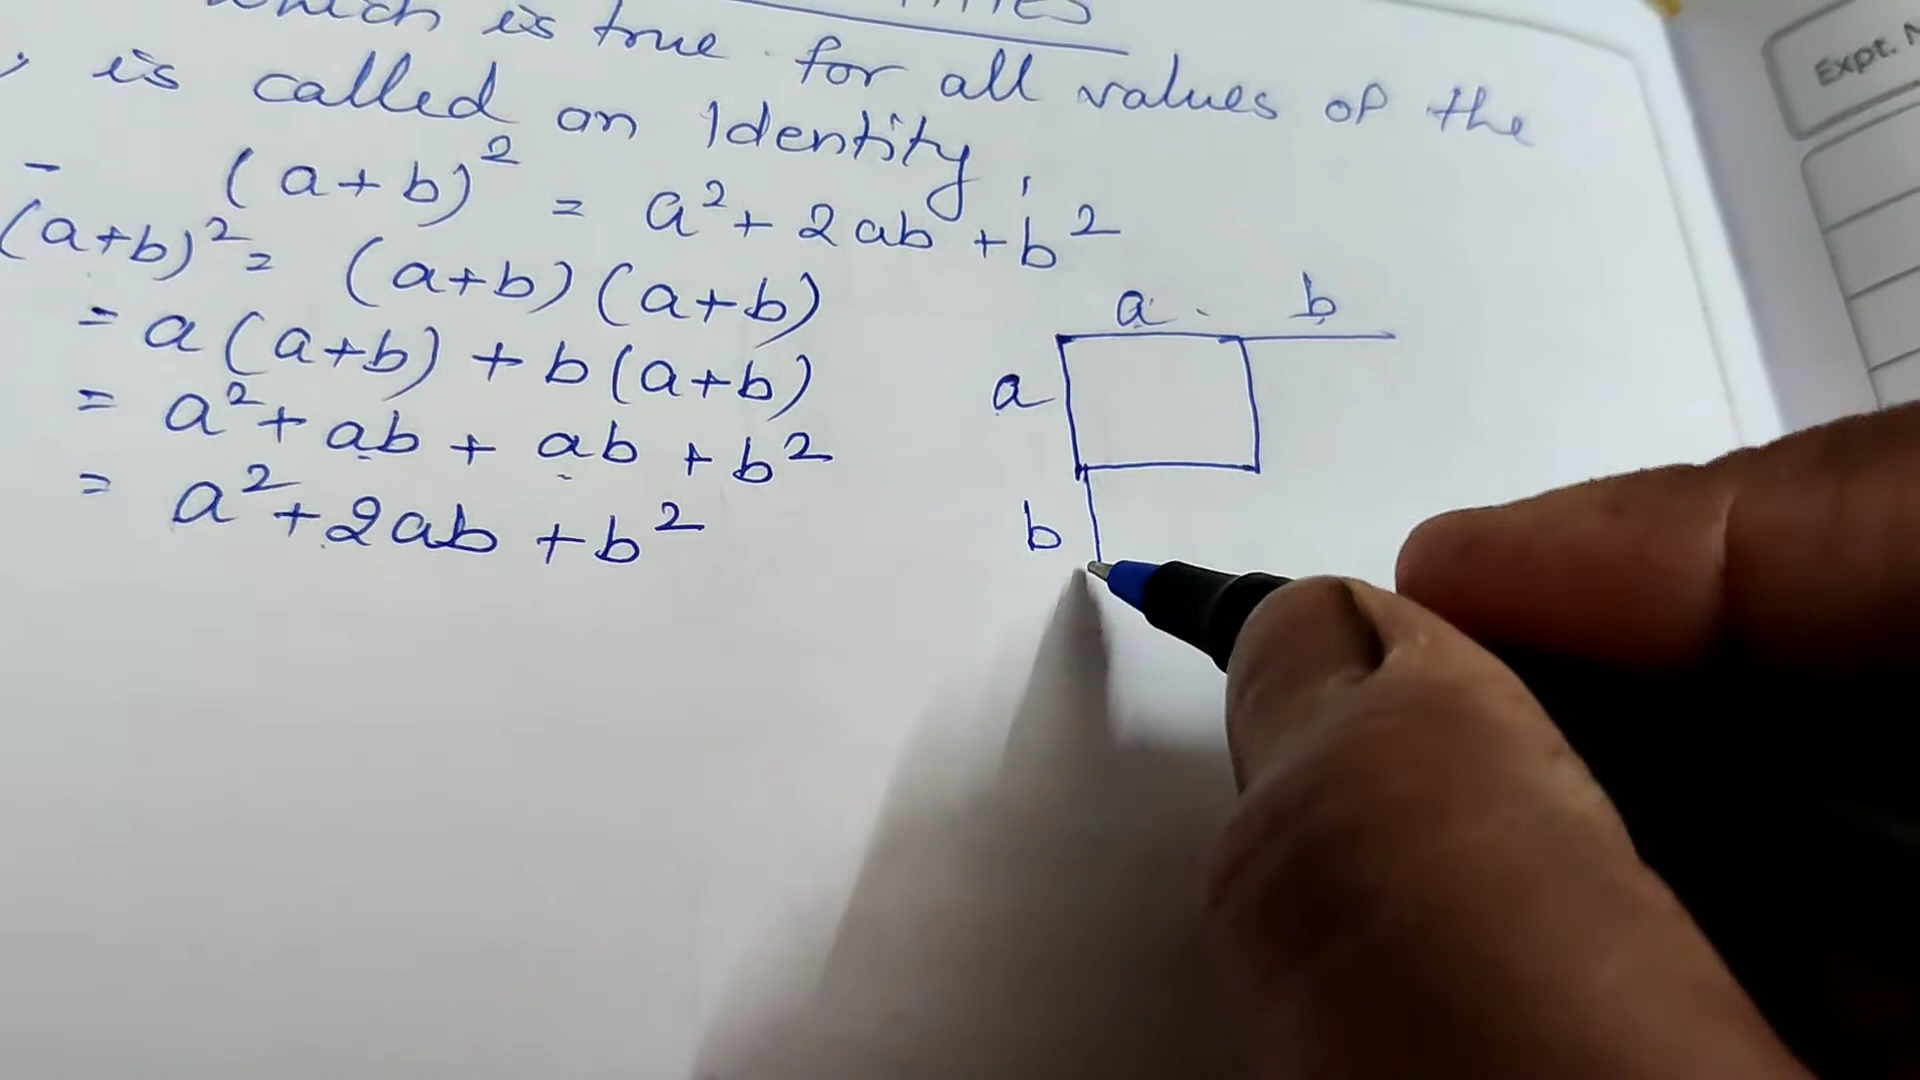 which is true for all values of the
, is called an Identity,
(a+b)² = a² + 2ab + b²
(a+b)² = (a+b) (a+b)
= a(a+b) + b(a+b)
= a² + ab + ab + b²
= a² + 2ab + b²
a b
a
b
Expt. N